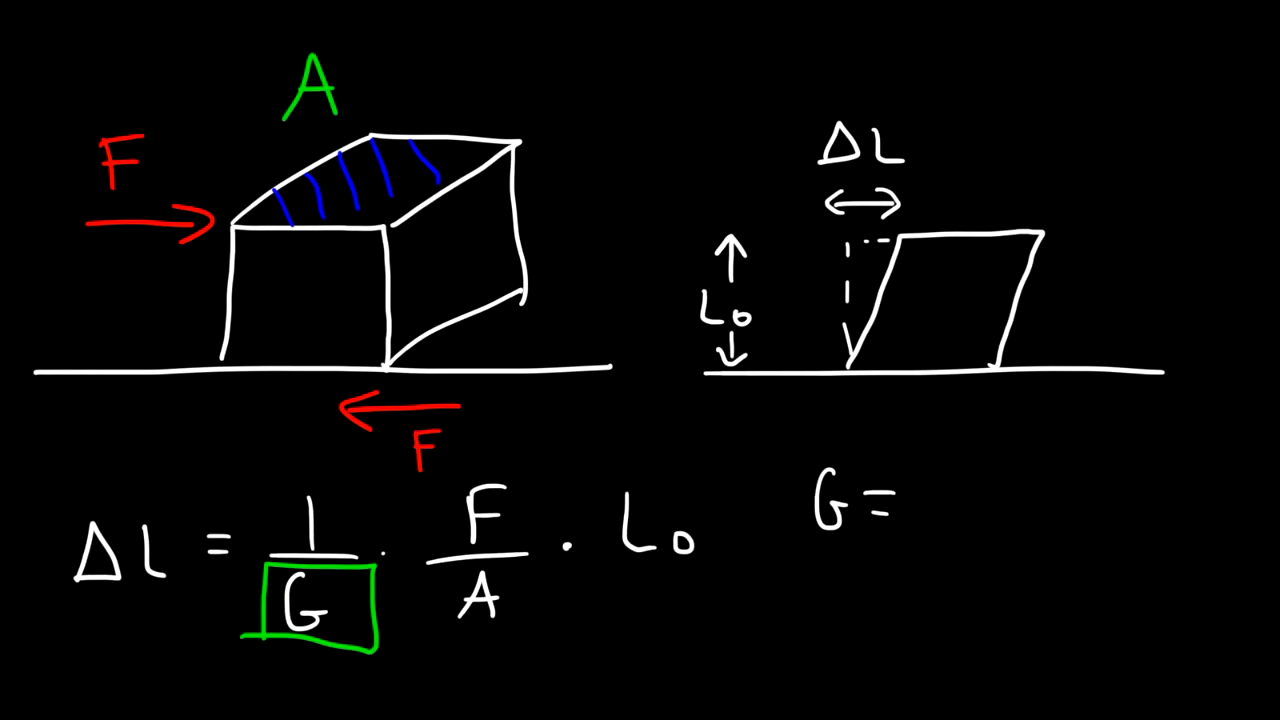 A
F
ΔL
L₀
F
ΔL = 1/G · F/A · L₀
G =